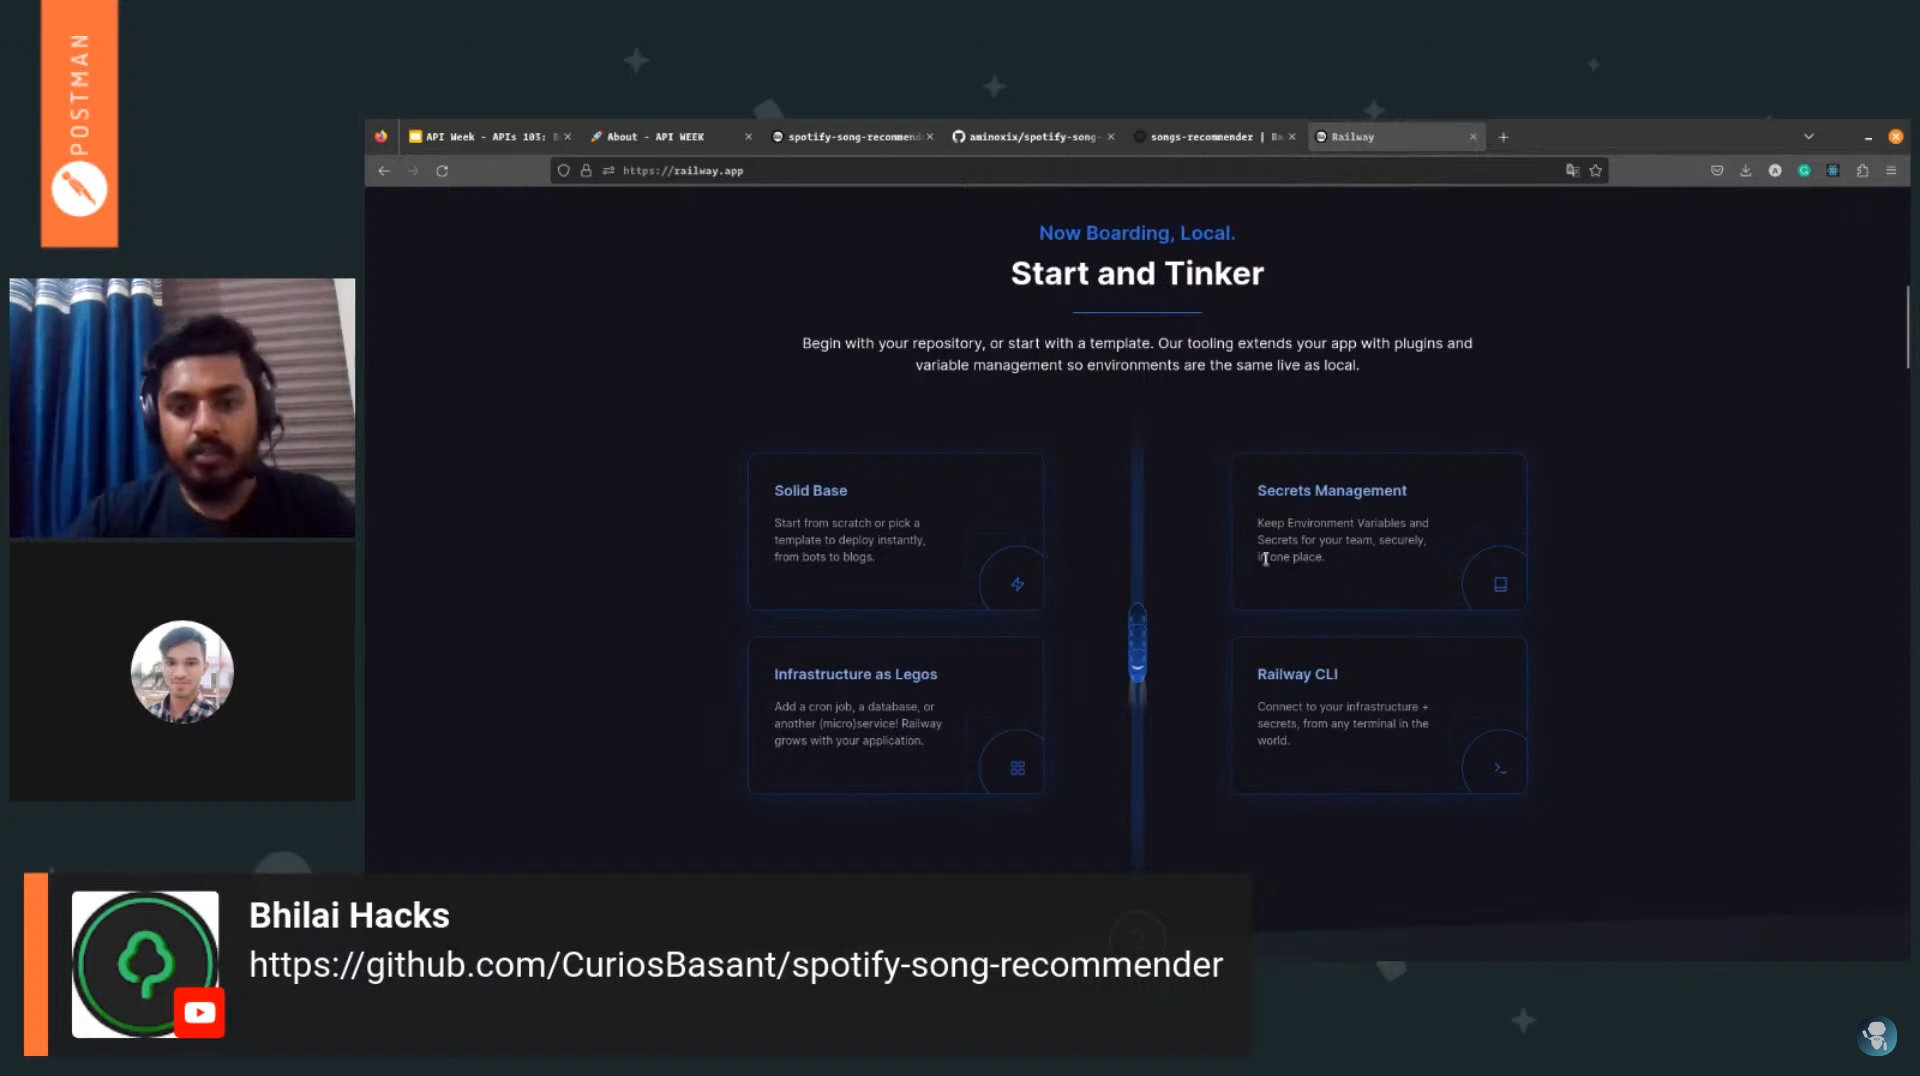 POSTMAN
API Week - APIs 103:
About - API WEEK
spotify-song-recommend
aminoxix/spotify-song-
songs-recommender | Ba
Railway
https://railway.app
Now Boarding, Local.
Start and Tinker
Begin with your repository, or start with a template. Our tooling extends your app with plugins and
variable management so environments are the same live as local.
Solid Base
Start from scratch or pick a
template to deploy instantly,
from bots to blogs.
Secrets Management
Keep Environment Variables and
Secrets for your team, securely,
in one place.
Infrastructure as Legos
Add a cron job, a database, or
another (micro)service! Railway
grows with your application.
Railway CLI
Connect to your infrastructure +
secrets, from any terminal in the
world.
Bhilai Hacks
https://github.com/CuriosBasant/spotify-song-recommender